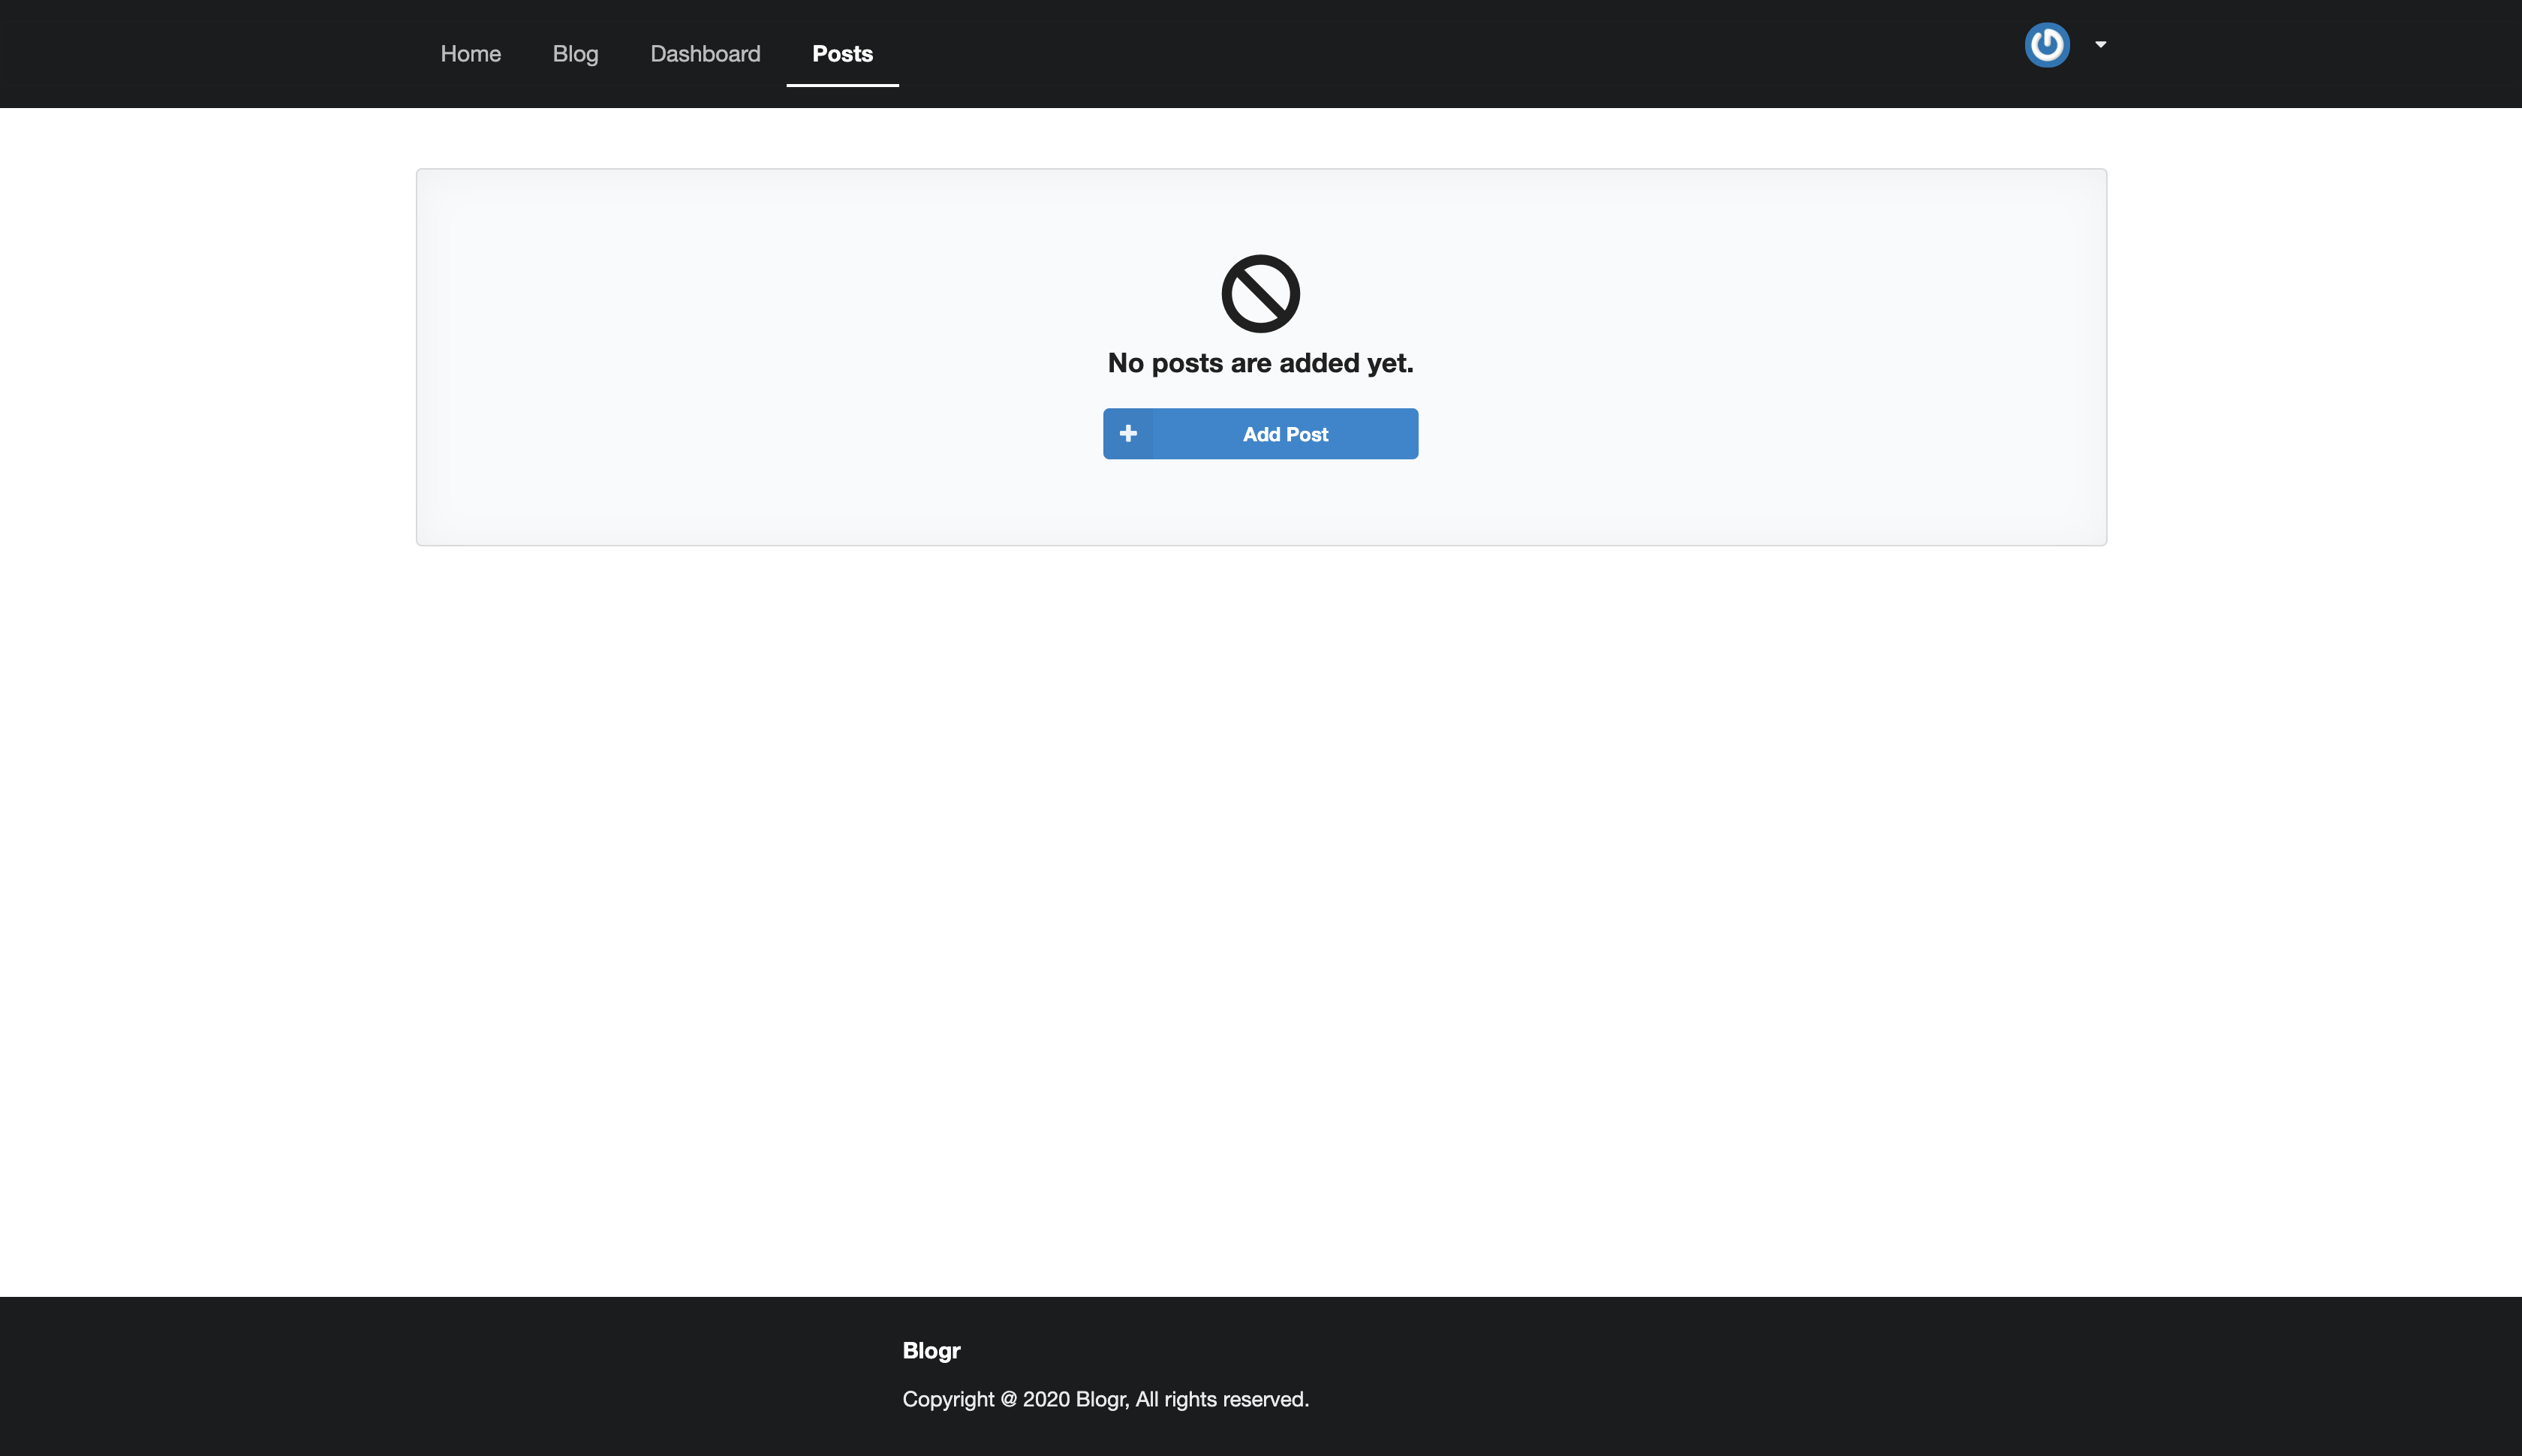 Home Blog Dashboard Posts
No posts are added yet.
Add Post
Blogr
Copyright @ 2020 Blogr, All rights reserved.